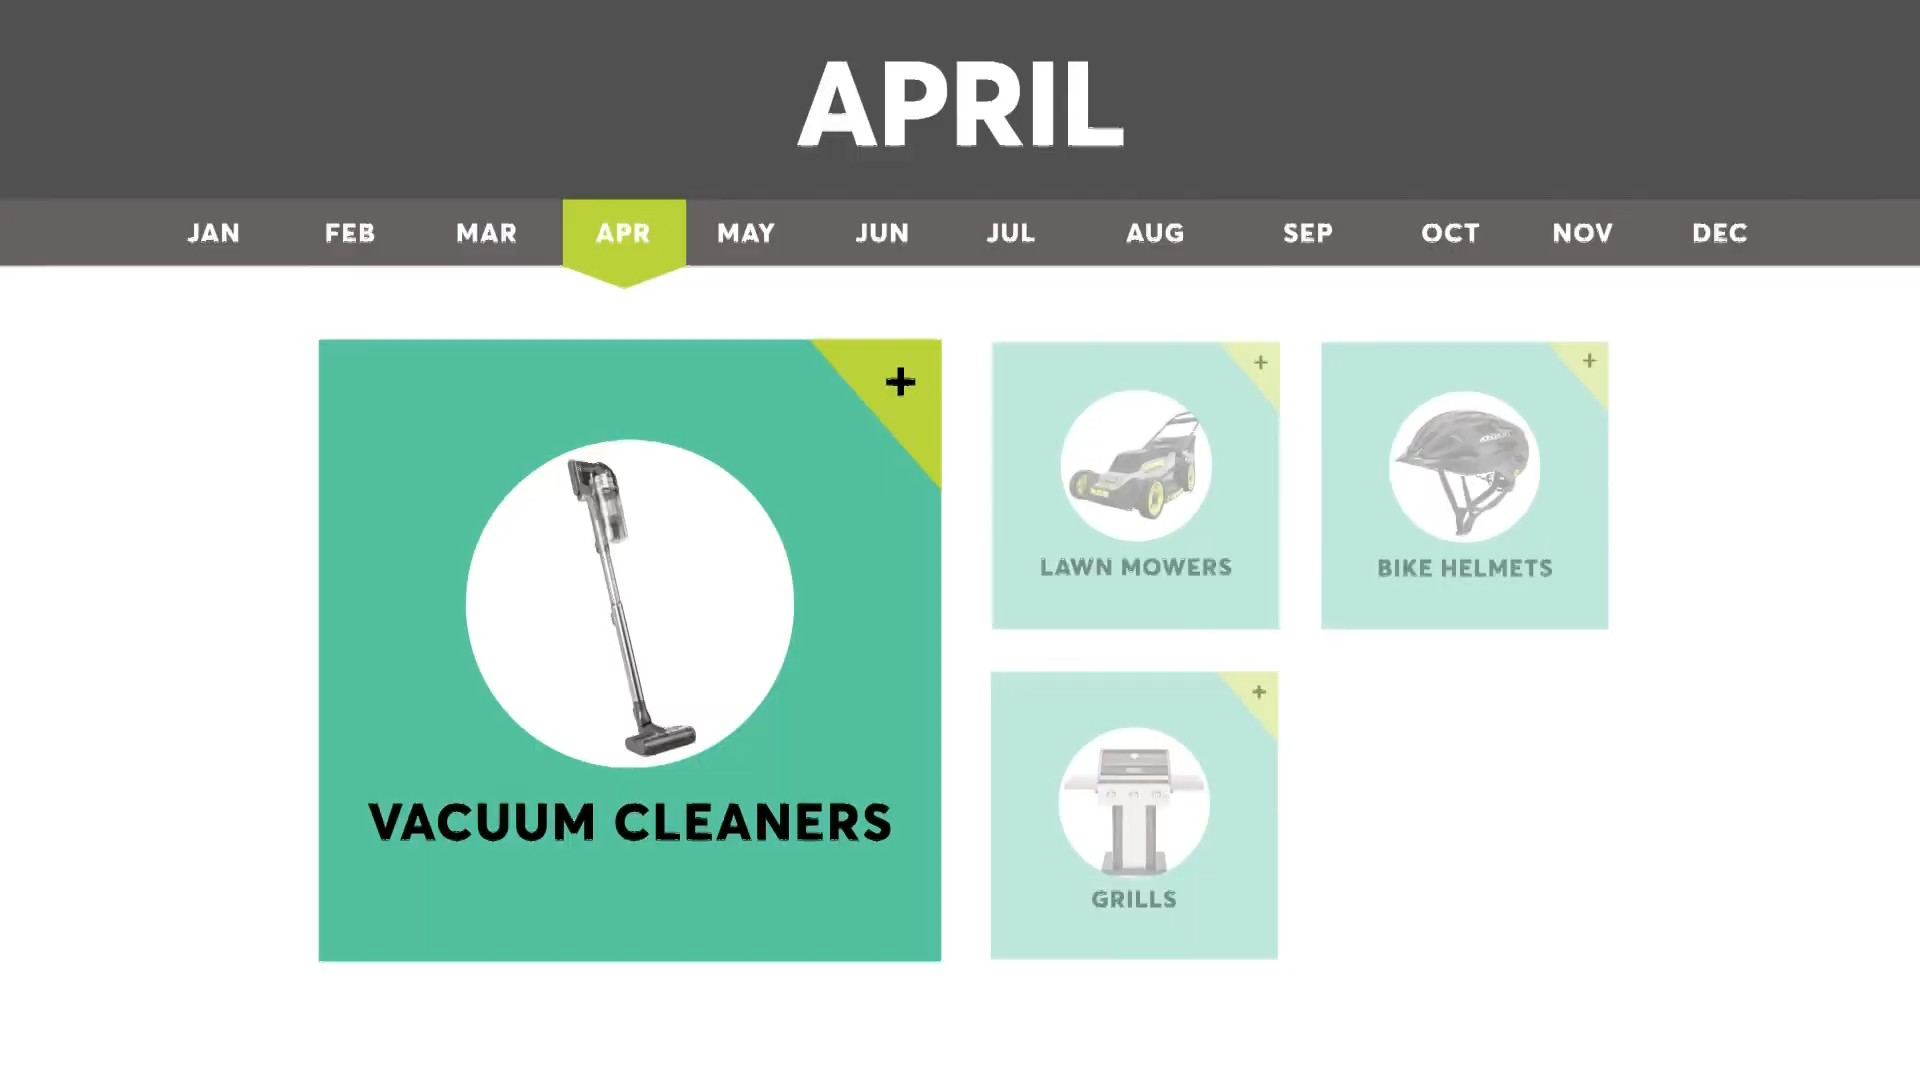 APRIL
JAN FEB MAR APR MAY JUN JUL AUG SEP OCT NOV DEC
+
VACUUM CLEANERS
+
LAWN MOWERS
+
BIKE HELMETS
+
GRILLS